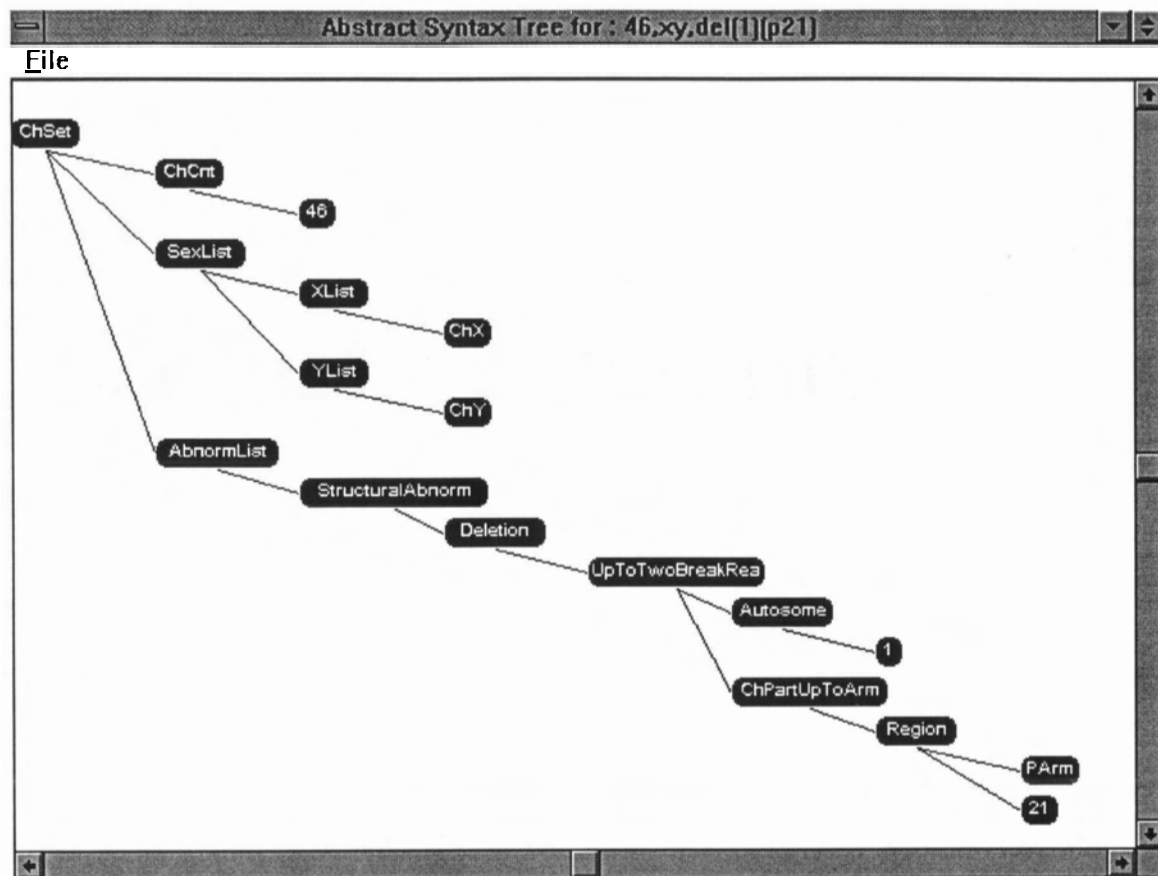 Abstract Syntax Tree for : 46,xy,del(1)(p21)
File
ChSet
ChCnt
46
SexList
XList
ChX
YList
ChY
AbnormList
StructuralAbnorm
Deletion
UpToTwoBreakRea
Autosome
1
ChPartUpToArm
Region
PArm
21